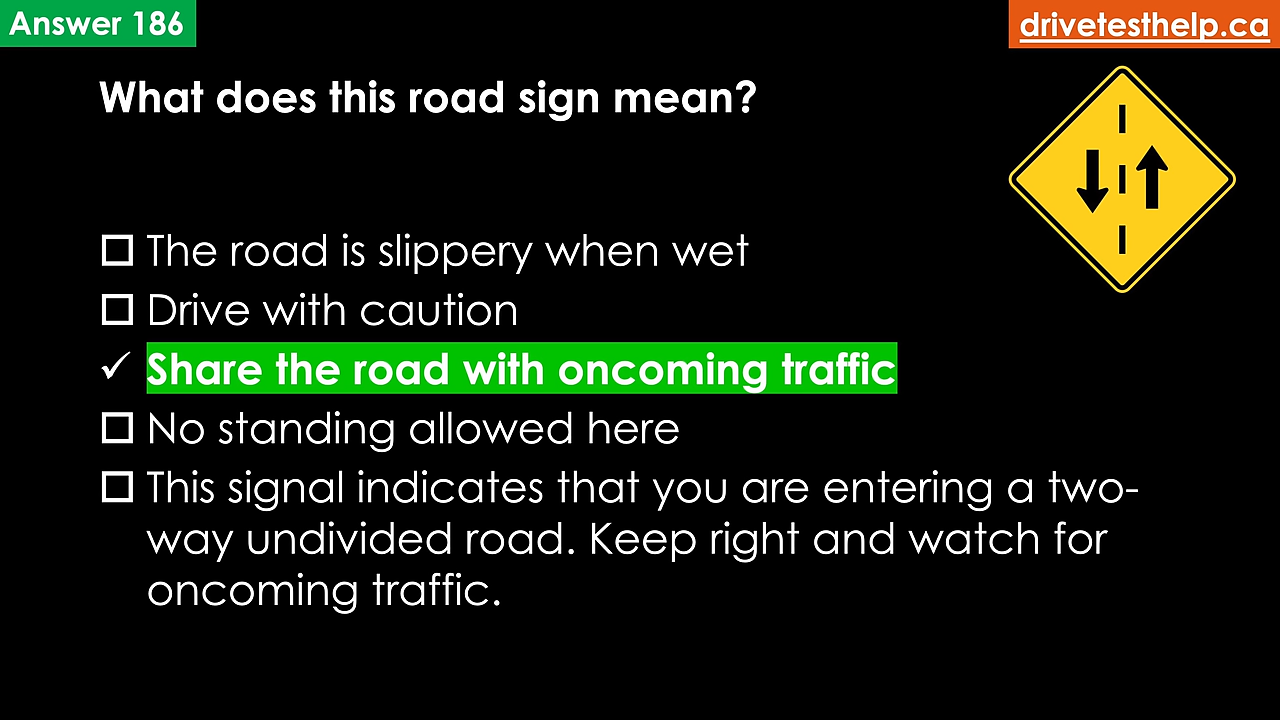 Answer 186
drivetesthelp.ca
What does this road sign mean?
The road is slippery when wet
Drive with caution
Share the road with oncoming traffic
No standing allowed here
This signal indicates that you are entering a two-
way undivided road. Keep right and watch for
oncoming traffic.